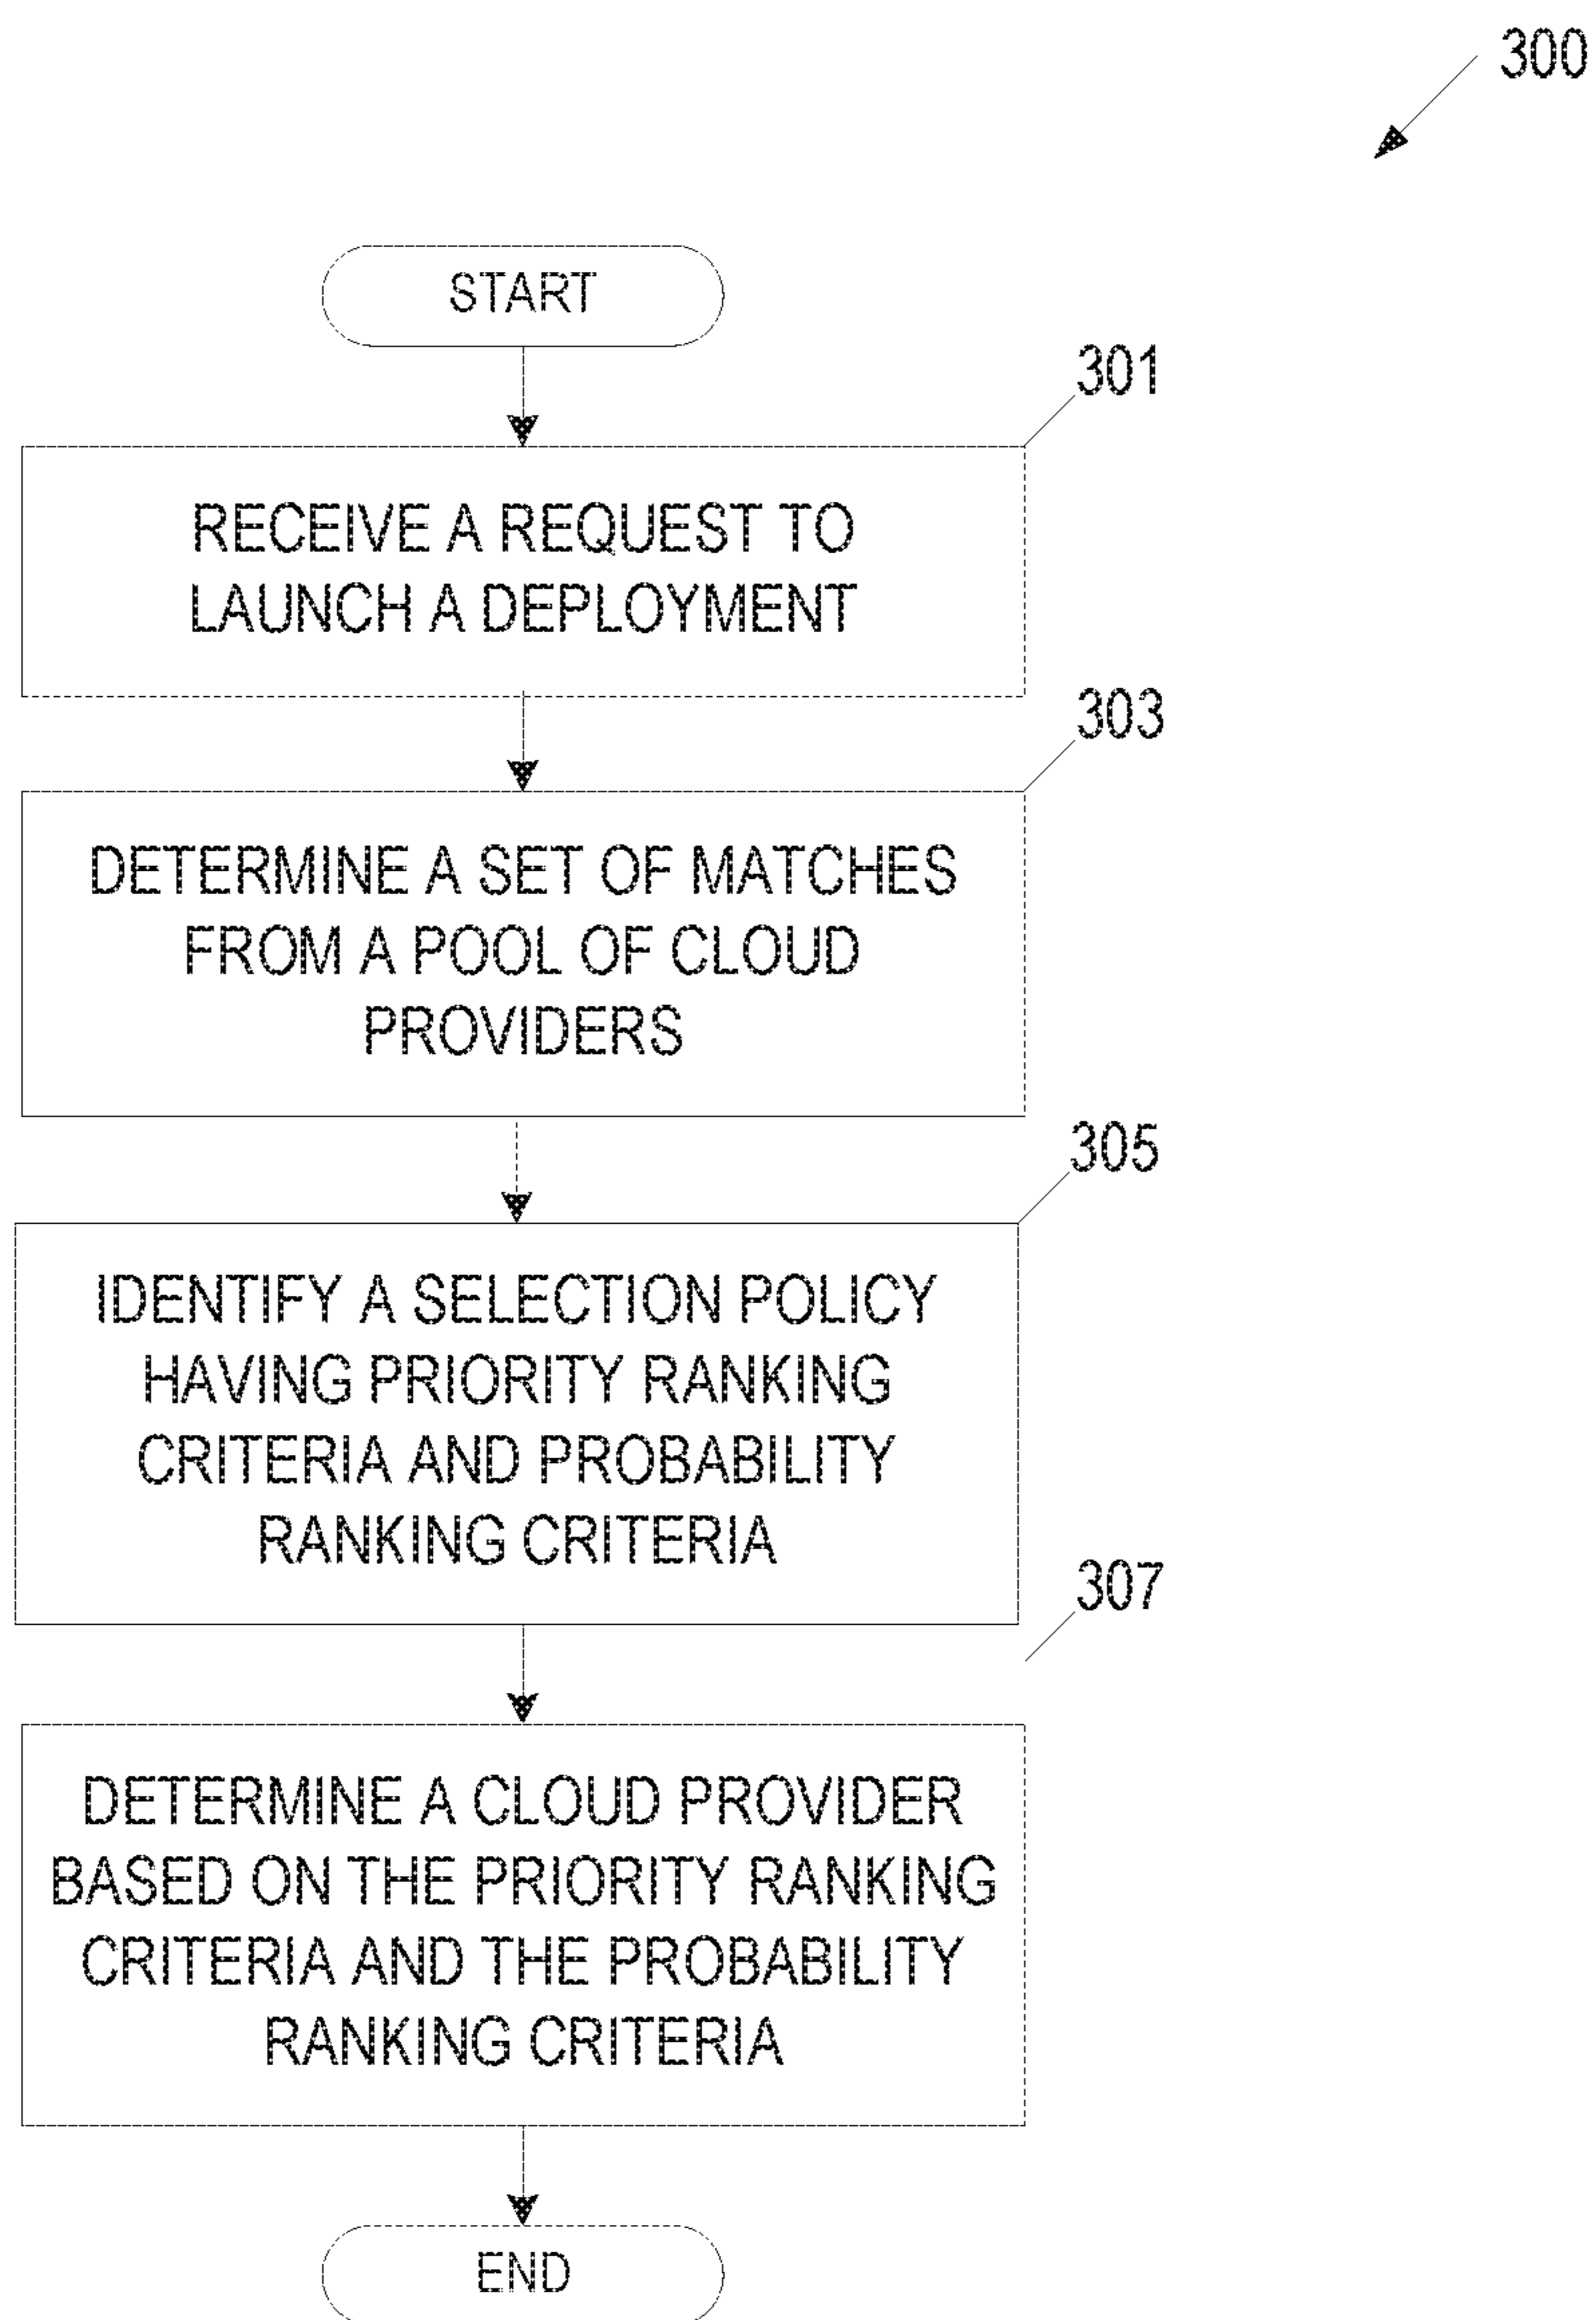 300
START
301
RECEIVE A REQUEST TO
LAUNCH A DEPLOYMENT
303
DETERMINE A SET OF MATCHES
FROM A POOL OF CLOUD
PROVIDERS
305
IDENTIFY A SELECTION POLICY
HAVING PRIORITY RANKING
CRITERIA AND PROBABILITY
RANKING CRITERIA
307
DETERMINE A CLOUD PROVIDER
BASED ON THE PRIORITY RANKING
CRITERIA AND THE PROBABILITY
RANKING CRITERIA
END